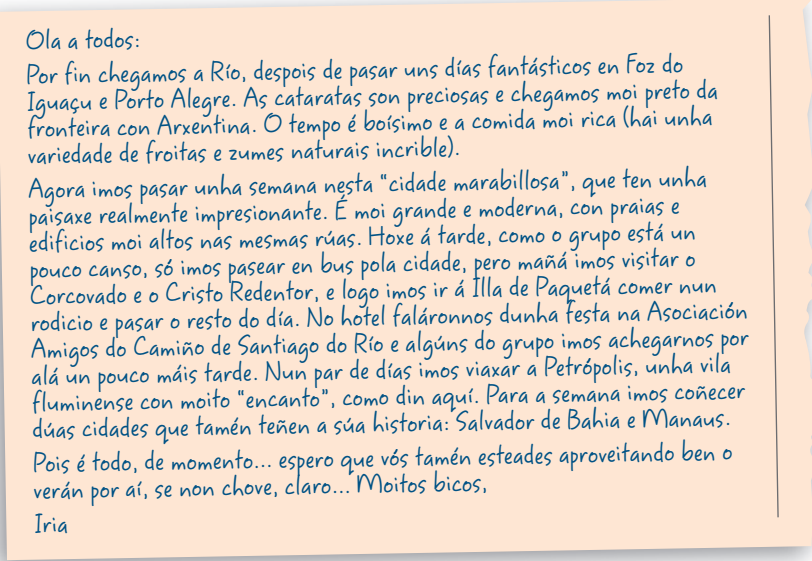 Ola a todos:
Por fin chegamos a Río, despois de pasar uns días fantásticos en Foz do
Iguaçu e Porto Alegre. As cataratas son preciosas e chegamos moi preto da
fronteira con Arxentina. O tempo é boísimo e a comida moi rica (hai unha
variedade de froitas e zumes naturais incrible).
Agora imos pasar unha semana nesta "cidade marabillosa", que ten unha
paisaxe realmente impresionante. É moi grande e moderna, con praias e
edificios moi altos nas mesmas rúas. Hoxe á tarde, como o grupo está un
pouco canso, só imos pasear en bus pola cidade, pero mañá imos visitar o
Corcovado e o Cristo Redentor, e logo imos ir á Illa de Paquetá comer nun
rodicio e pasar o resto do día. No hotel faláronnos dunha festa na Asociación
Amigos do Camiño de Santiago do Río e algúns do grupo imos achegarnos por
alá un pouco máis tarde. Nun par de días imos viaxar a Petrópolis, unha vila
fluminense con moito "encanto", como din aquí. Para a semana imos coñecer
dúas cidades que tamén teñen a súa historia: Salvador de Bahia e Manaus.
Pois é todo, de momento... espero que vós tamén esteades aproveitando ben o
verán por aí, se non chove, claro... Moitos bicos,
Iria